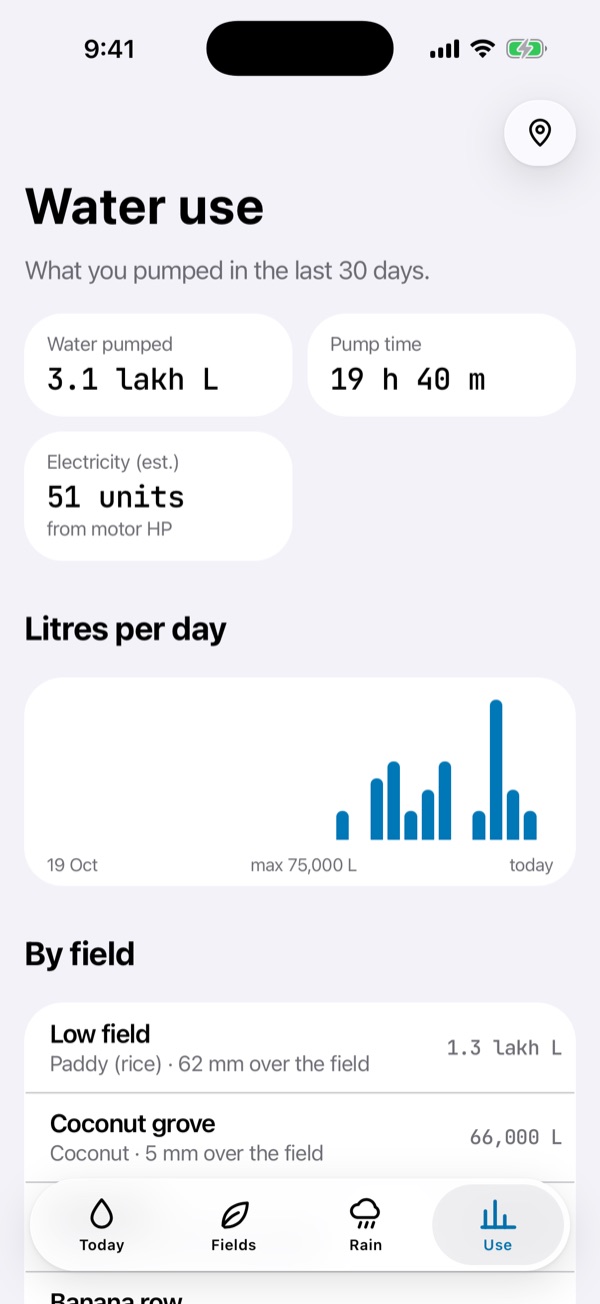 9:41
Water use
What you pumped in the last 30 days.
Water pumped
3.1 lakh L
Pump time
19 h 40 m
Electricity (est.)
51 units
from motor HP
Litres per day
19 Oct
max 75,000 L
today
By field
Low field
1.3 lakh L
Paddy (rice) · 62 mm over the field
Coconut grove
66,000 L
Coconut · 5 mm over the field
Today
Fields
Rain
Use
Banana row